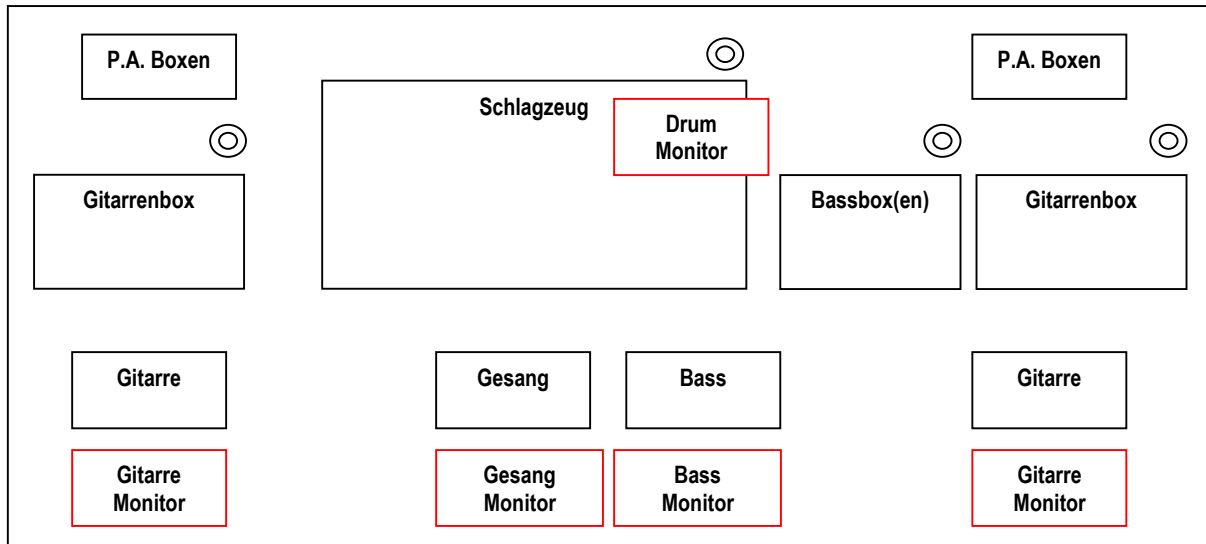 P.A. Boxen
P.A. Boxen
Schlagzeug
Drum
Monitor
Gitarrenbox
Bassbox(en)
Gitarrenbox
Gitarre
Gesang
Bass
Gitarre
Gitarre
Monitor
Gesang
Monitor
Bass
Monitor
Gitarre
Monitor